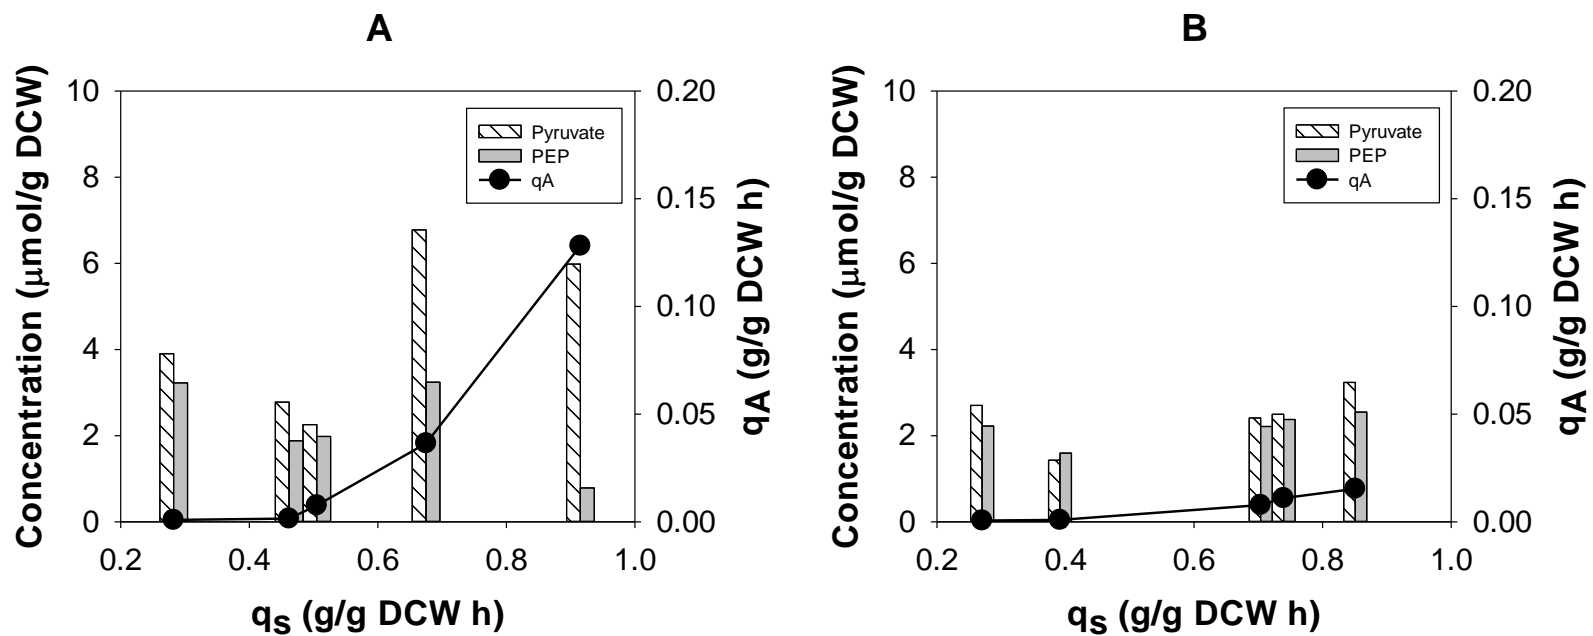 A
Concentration (μmol/g DCW)
10
8
6
4
2
0
0.20
0.15
0.10
0.05
0.00
qA (g/g DCW h)
Pyruvate
PEP
qA
0.2
0.4
0.6
0.8
1.0
qs (g/g DCW h)
B
Concentration (μmol/g DCW)
10
8
6
4
2
0
0.20
0.15
0.10
0.05
0.00
qA (g/g DCW h)
Pyruvate
PEP
qA
0.2
0.4
0.6
0.8
1.0
qs (g/g DCW h)